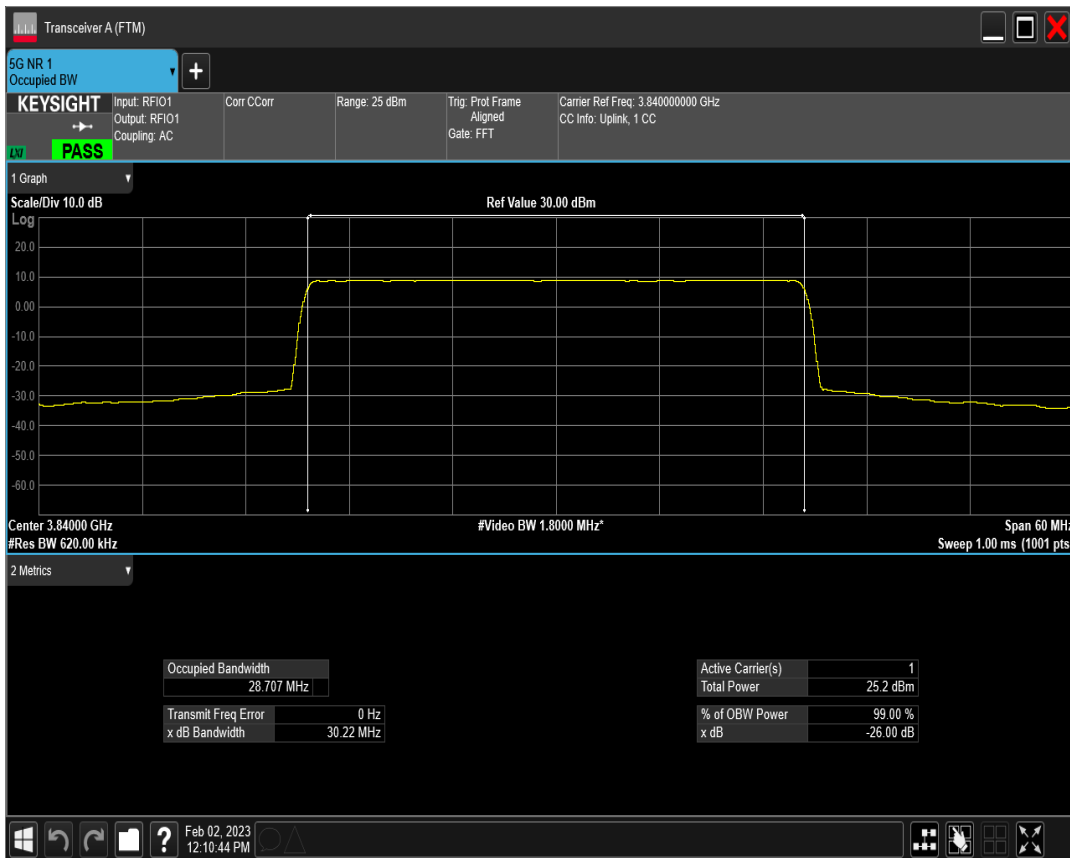 Transceiver A (FTM)
5G NR 1
Occupied BW
+
KEYSIGHT
LXI
PASS
Input: RFIO1
Output: RFIO1
Coupling: AC
Corr CCorr
Range: 25 dBm
Trig: Prot Frame
Aligned
Gate: FFT
Carrier Ref Freq: 3.840000000 GHz
CC Info: Uplink, 1 CC
1 Graph
Scale/Div 10.0 dB
Ref Value 30.00 dBm
Log
20.0
10.0
0.00
-10.0
-20.0
-30.0
-40.0
-50.0
-60.0
Center 3.84000 GHz
#Video BW 1.8000 MHz*
Span 60 MHz
#Res BW 620.00 kHz
Sweep 1.00 ms (1001 pts
2 Metrics
Occupied Bandwidth
28.707 MHz
Transmit Freq Error 0 Hz
x dB Bandwidth 30.22 MHz
Active Carrier(s) 1
Total Power 25.2 dBm
% of OBW Power 99.00 %
x dB -26.00 dB
?
Feb 02, 2023
12:10:44 PM